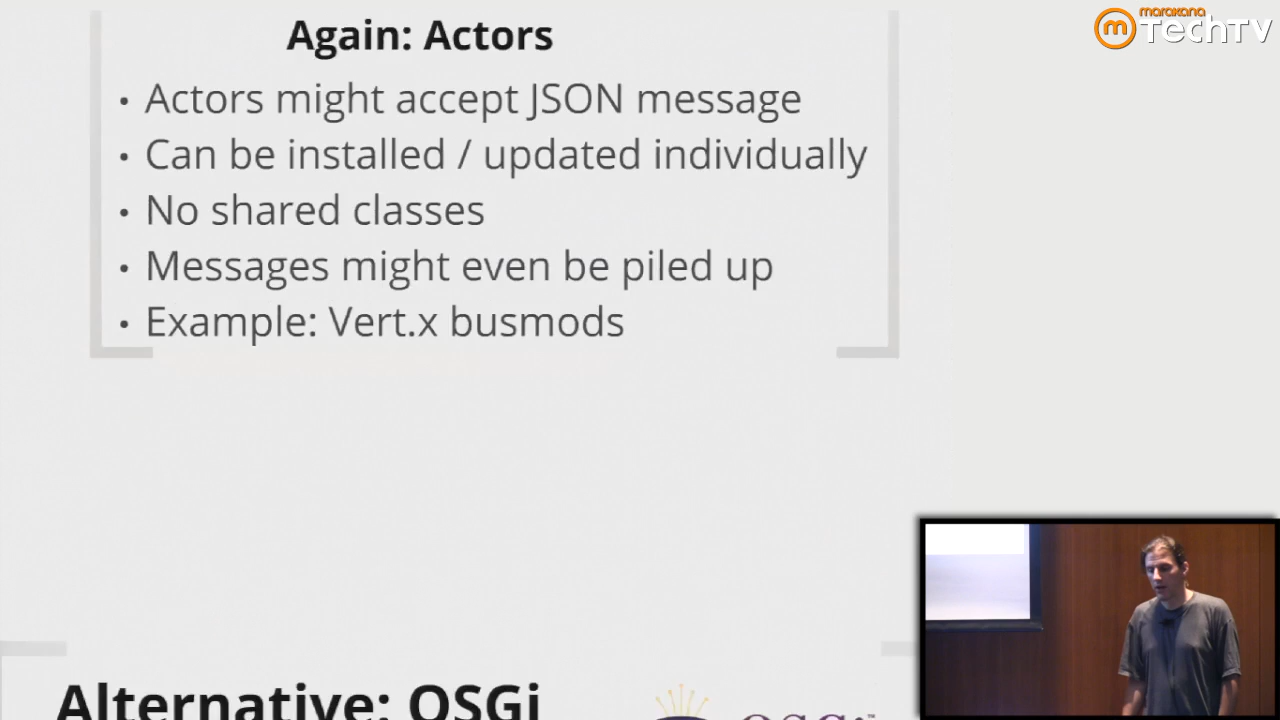 marakana
TechTV
Again: Actors
• Actors might accept JSON message
• Can be installed / updated individually
• No shared classes
• Messages might even be piled up
• Example: Vert.x busmods
Alternative: OSGi
OSGi™